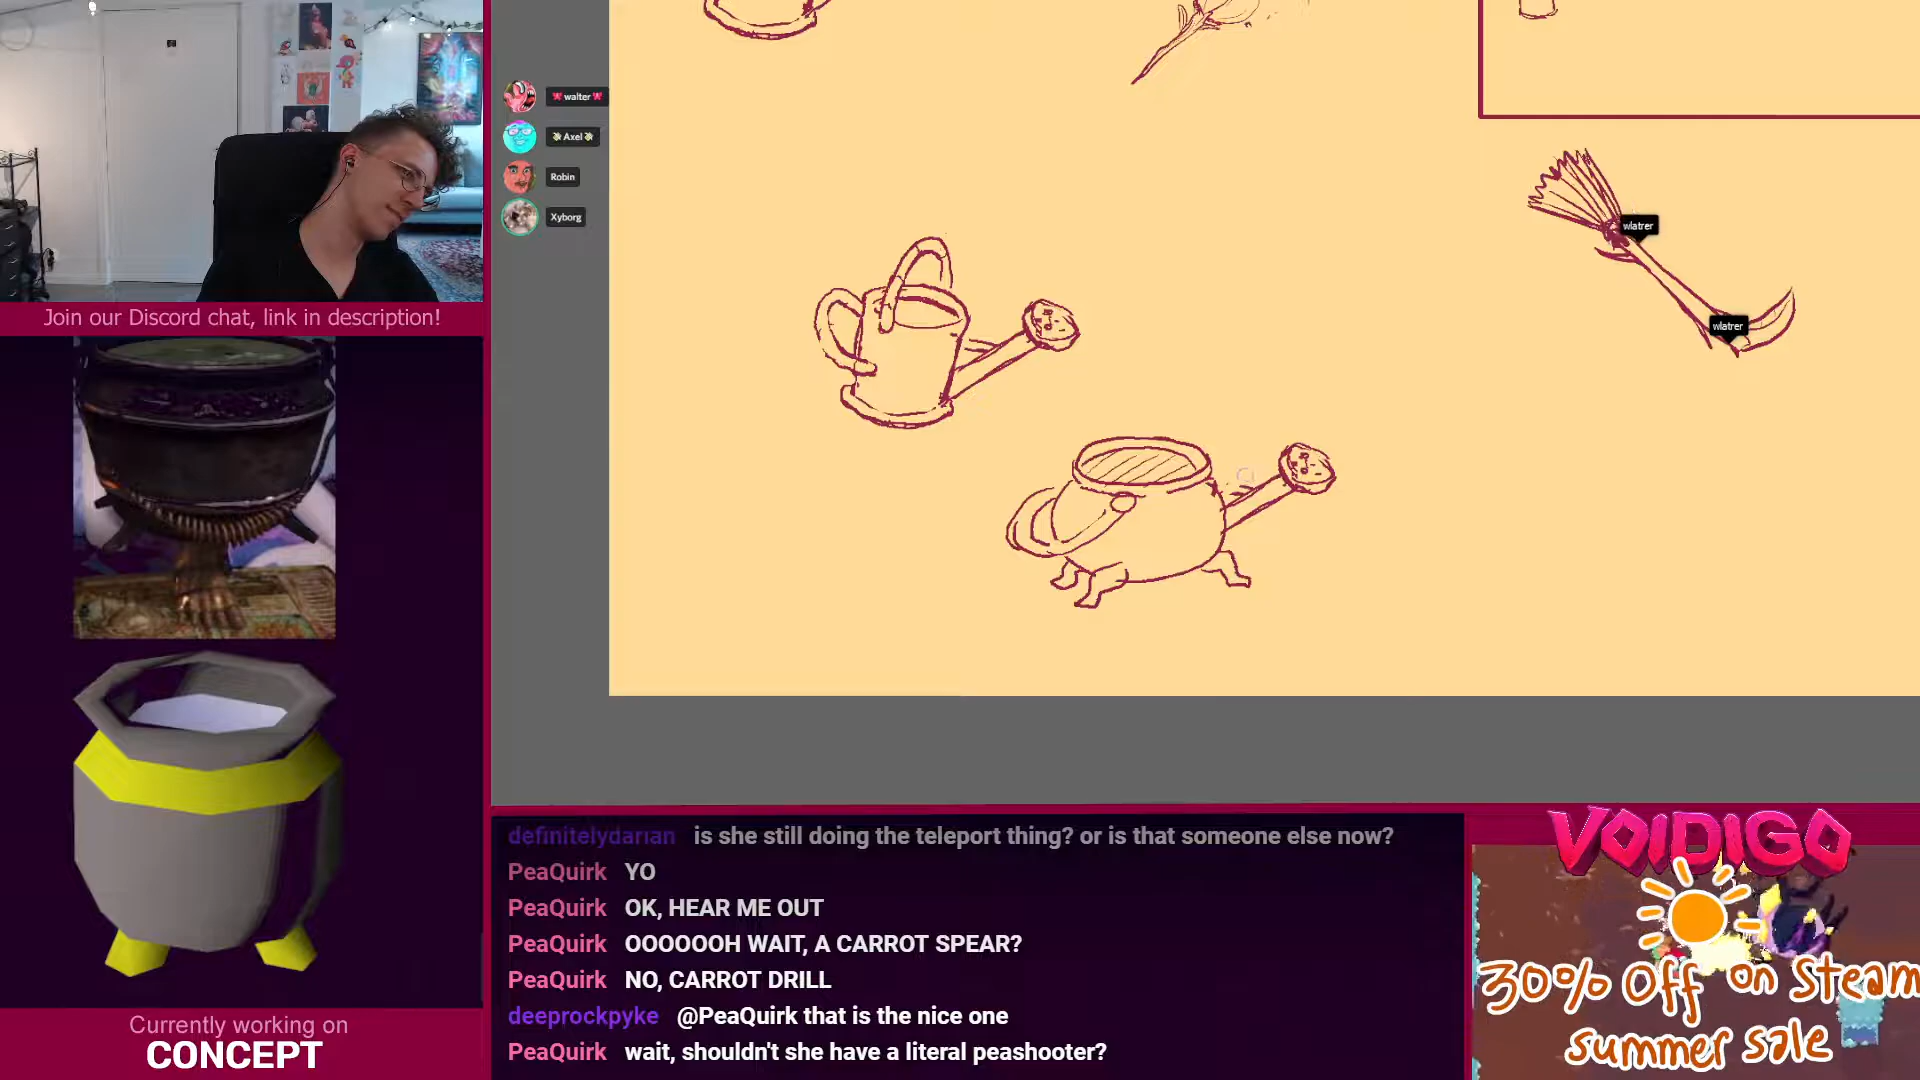 walter
Axel
Robin
Xyborg
wlatrer
wlatrer
Join our Discord chat, link in description!
definitelydarian is she still doing the teleport thing? or is that someone else now?
PeaQuirk YO
PeaQuirk OK, HEAR ME OUT
PeaQuirk OOOOOOH WAIT, A CARROT SPEAR?
PeaQuirk NO, CARROT DRILL
deeprockpyke @PeaQuirk that is the nice one
PeaQuirk wait, shouldn't she have a literal peashooter?
Currently working on
CONCEPT
VOIDIGO
30% Off on Steam
summer sale